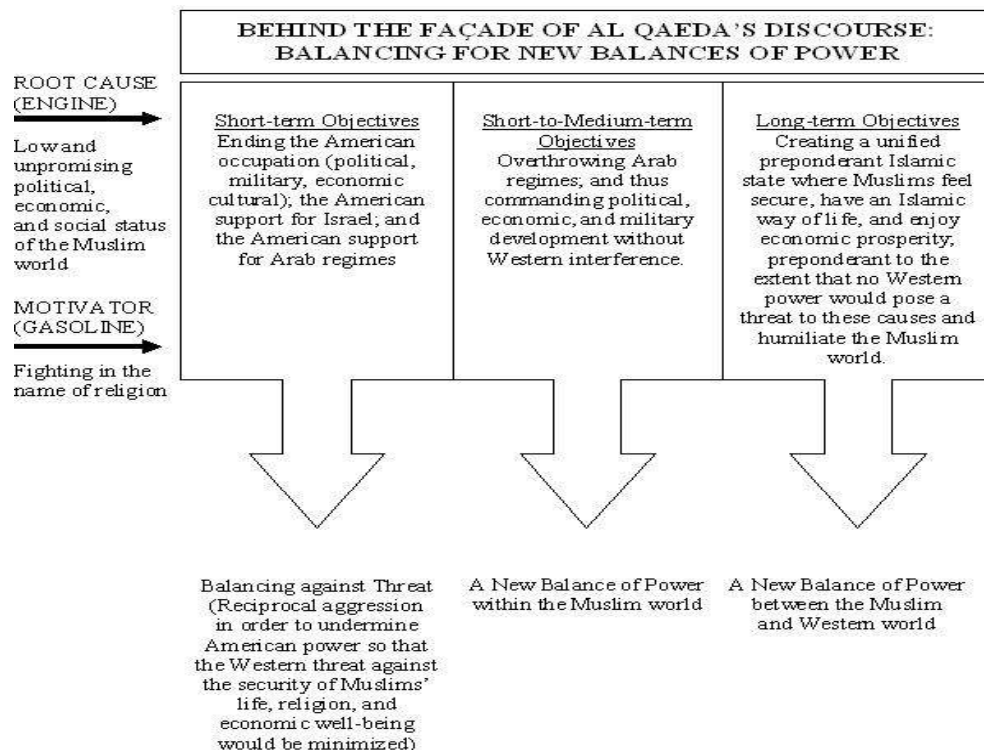 BEHIND THE FAÇADE OF AL QAEDA'S DISCOURSE:
BALANCING FOR NEW BALANCES OF POWER
ROOT CAUSE
(ENGINE)
Low and
unpromising
political,
economic,
and social status
of the Muslim
world
MOTIVATOR
(GASOLINE)
Fighting in the
name of religion
Short-term Objectives
Ending the American
occupation (political,
military, economic
cultural); the American
support for Israel; and
the American support
for Arab regimes
Short-to-Medium-term
Objectives
Overthrowing Arab
regimes; and thus
commanding political,
economic, and military
development without
Western interference.
Long-term Objectives
Creating a unified
preponderant Islamic
state where Muslims feel
secure, have an Islamic
way of life, and enjoy
economic prosperity;
preponderant to the
extent that no Western
power would pose a
threat to these causes and
humiliate the Muslim
world.
Balancing against Threat
(Reciprocal aggression
in order to undermine
American power so that
the Western threat against
the security of Muslims'
life, religion, and
economic well-being
would be minimized)
A New Balance of Power
within the Muslim world
A New Balance of Power
between the Muslim
and Western world